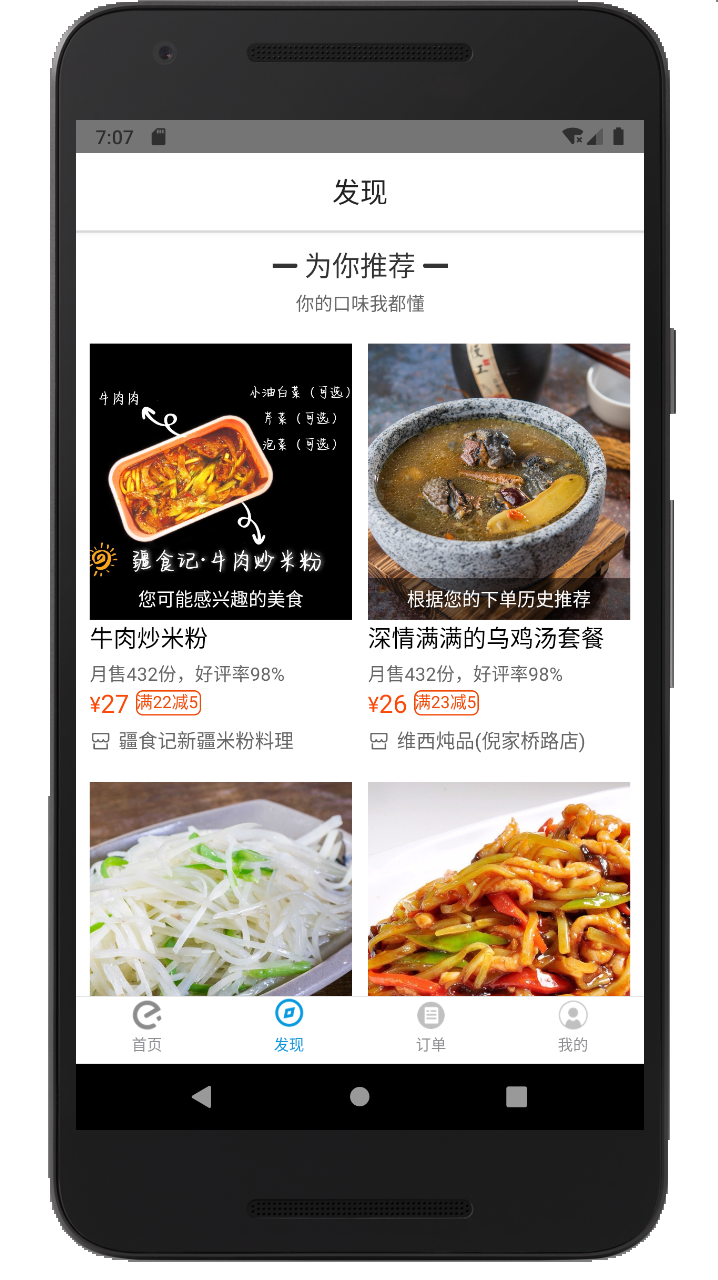 7:07
发现
为你推荐
你的口味我都懂
牛肉肉
小油白菜（可选）
芹菜（可选）
泡菜（可选）
疆食记·牛肉炒米粉
您可能感兴趣的美食
根据您的下单历史推荐
牛肉炒米粉
深情满满的乌鸡汤套餐
月售432份，好评率98%
月售432份，好评率98%
¥27 满22减5
¥26 满23减5
疆食记新疆米粉料理
维西炖品(倪家桥路店)
首页
发现
订单
我的